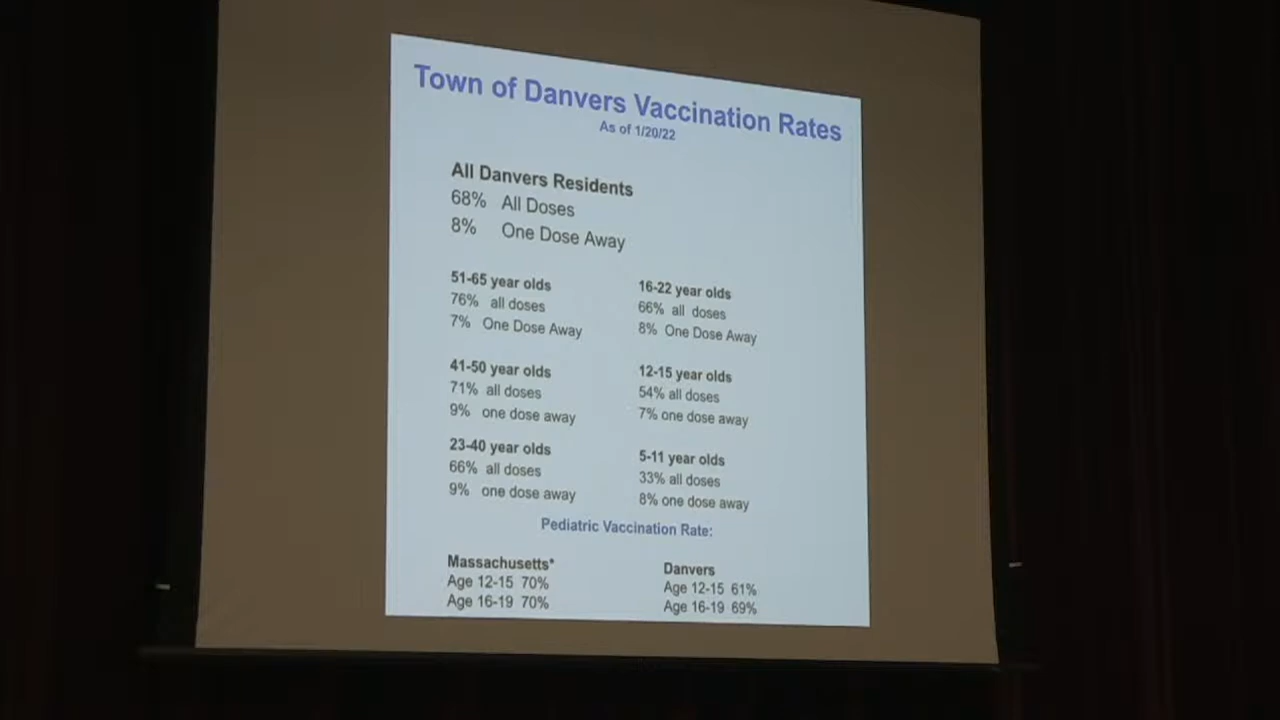 Town of Danvers Vaccination Rates
As of 1/20/22
All Danvers Residents
68% All Doses
8% One Dose Away
51-65 year olds
76% all doses
7% One Dose Away
41-50 year olds
71% all doses
9% one dose away
23-40 year olds
66% all doses
9% one dose away
16-22 year olds
66% all doses
8% One Dose Away
12-15 year olds
54% all doses
7% one dose away
5-11 year olds
33% all doses
8% one dose away
Pediatric Vaccination Rate:
Massachusetts*
Age 12-15 70%
Age 16-19 70%
Danvers
Age 12-15 61%
Age 16-19 69%